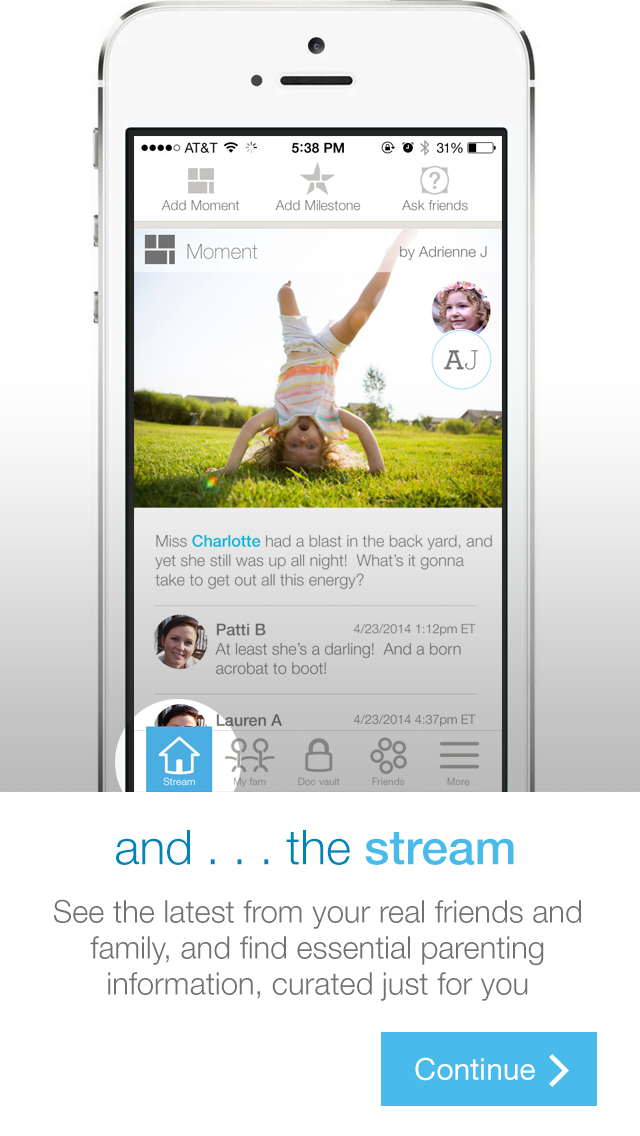 AT&T 5:38 PM 31%
Add Moment Add Milestone Ask friends
Moment by Adrienne J
AJ
Miss Charlotte had a blast in the back yard, and
yet she still was up all night! What's it gonna
take to get out all this energy?
Patti B 4/23/2014 1:12pm ET
At least she's a darling! And a born
acrobat to boot!
Lauren A 4/23/2014 4:37pm ET
Stream My fam Doc vault Friends More
and . . . the stream
See the latest from your real friends and
family, and find essential parenting
information, curated just for you
Continue